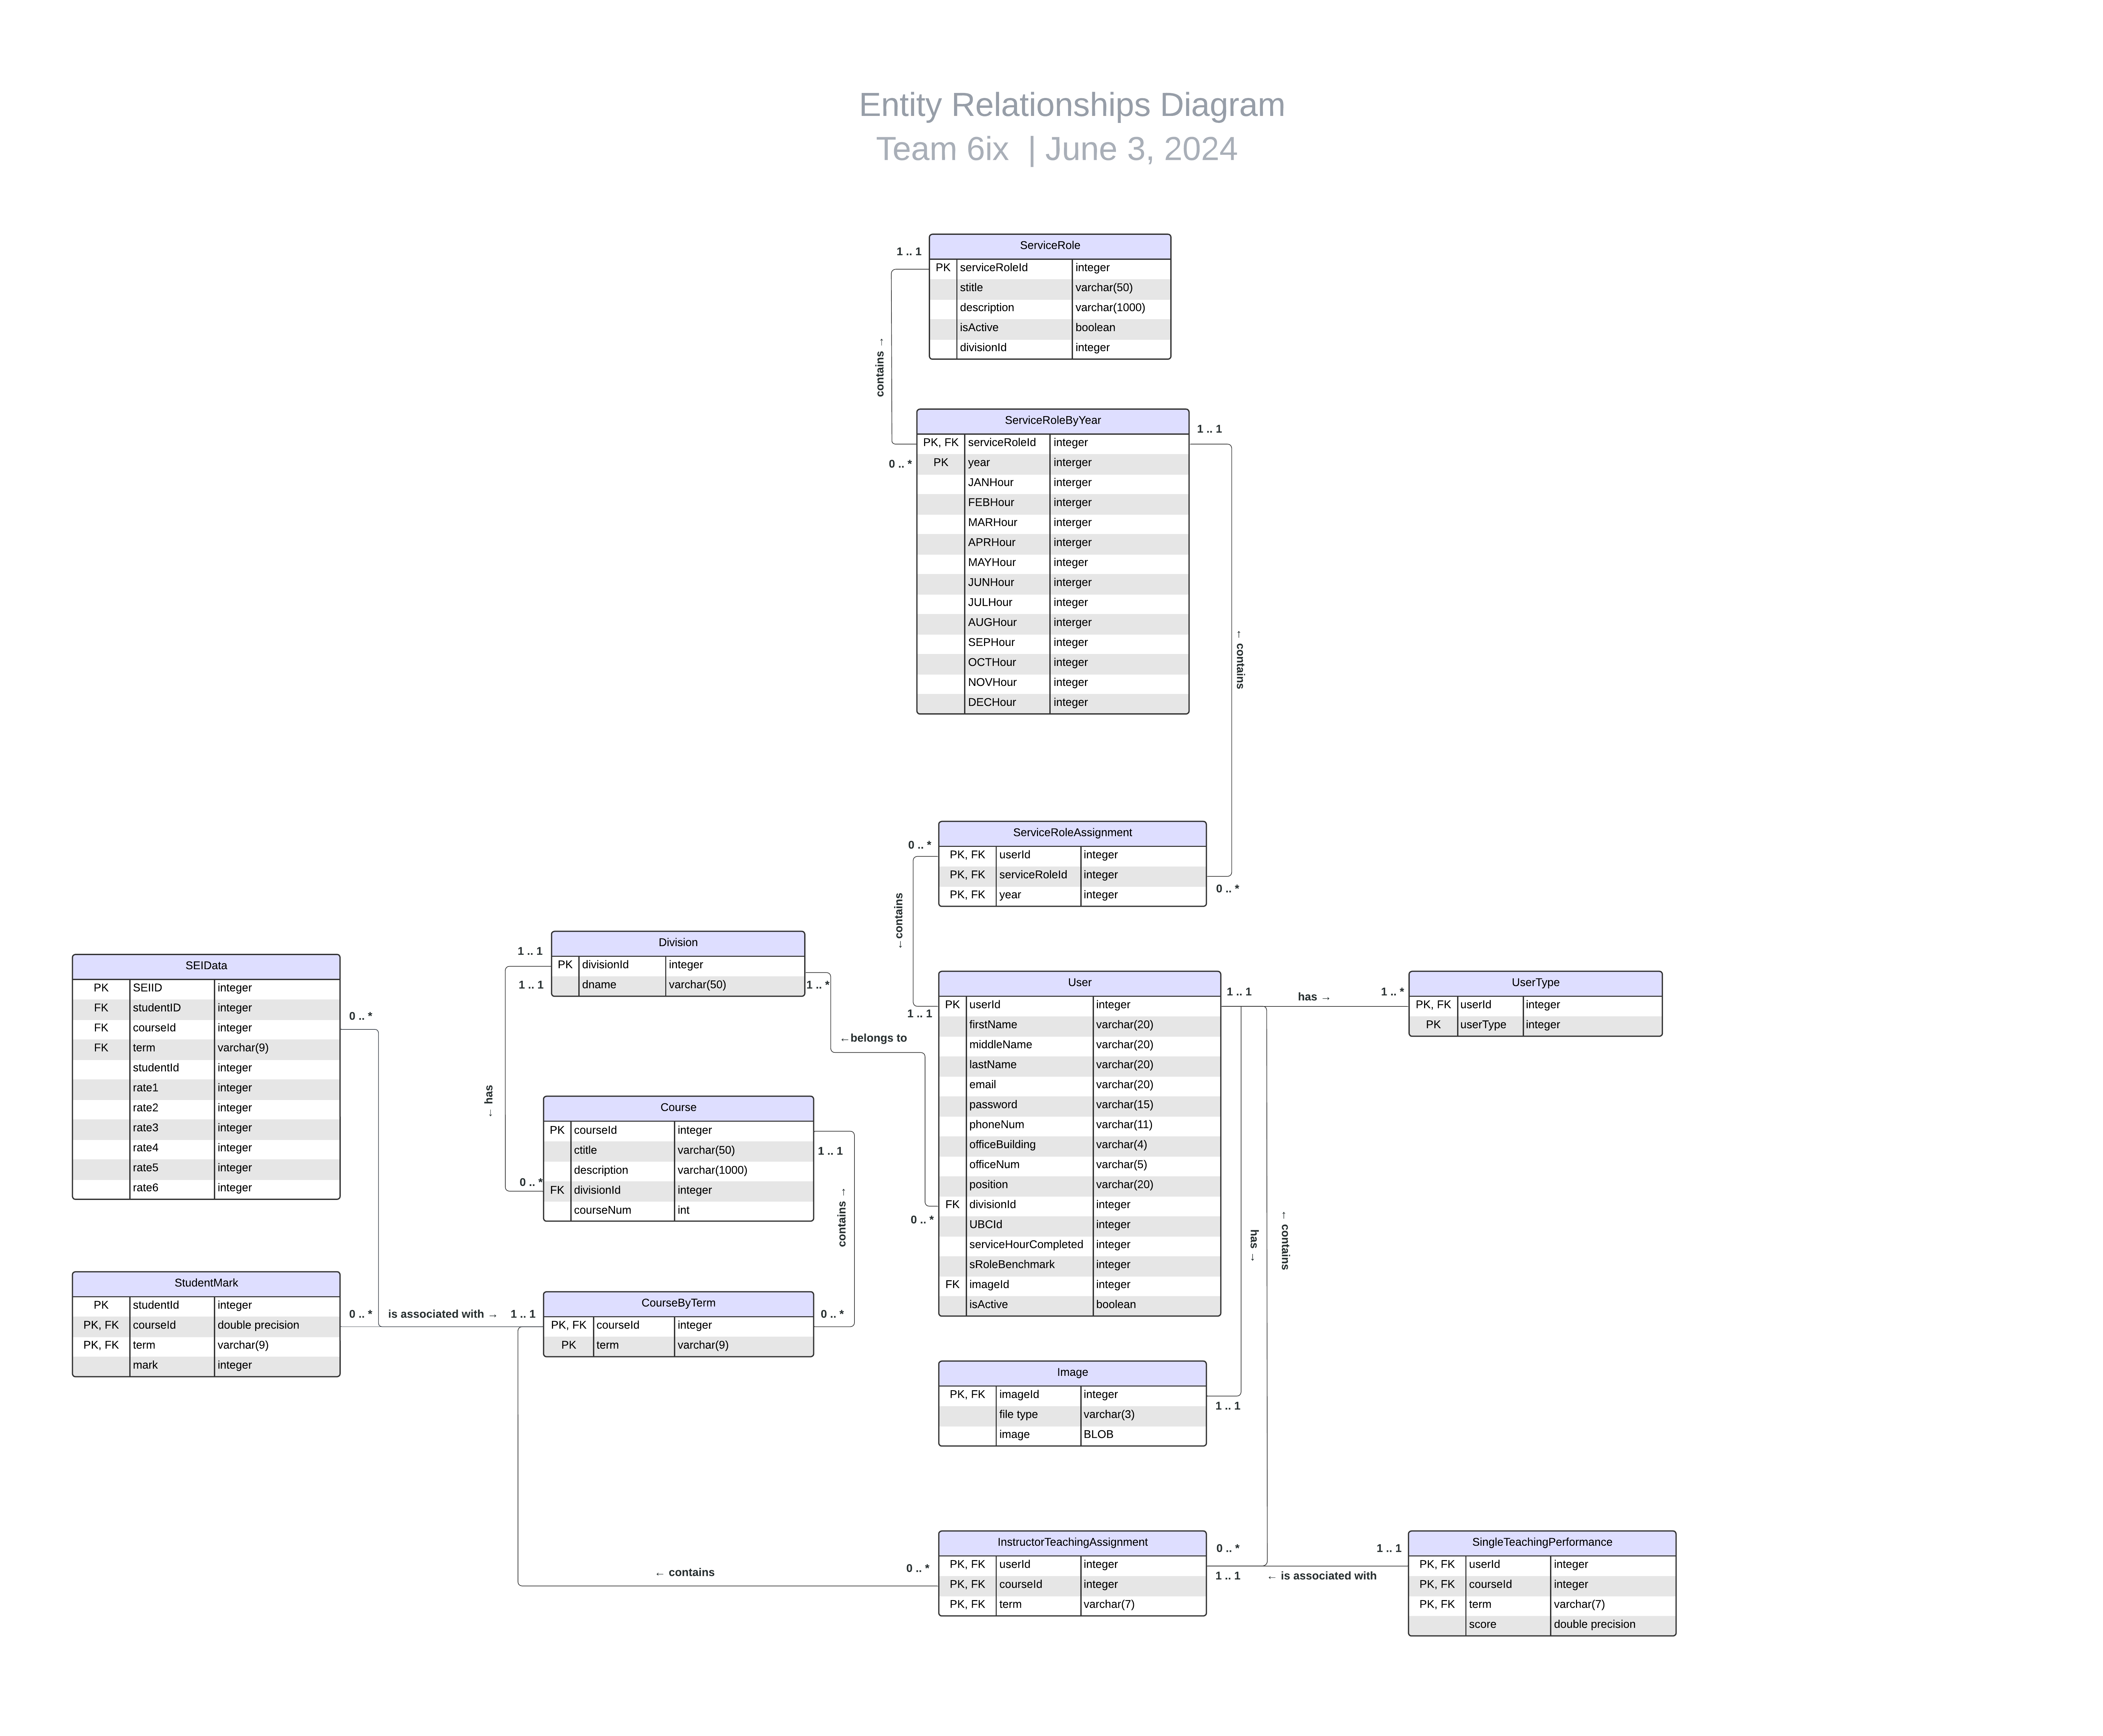 Entity Relationships Diagram
Team 6ix | June 3, 2024
1 .. 1
ServiceRole
PK serviceRoleId integer
stitle varchar(50)
description varchar(1000)
isActive boolean
divisionId integer
contains →
ServiceRoleByYear
1 .. 1
PK, FK serviceRoleId integer
0 .. *
PK year interger
JANHour interger
FEBHour interger
MARHour interger
APRHour interger
MAYHour integer
JUNHour interger
JULHour integer
AUGHour interger
SEPHour integer
OCTHour integer
NOVHour integer
DECHour integer
← contains
ServiceRoleAssignment
0 .. *
PK, FK userId integer
PK, FK serviceRoleId integer
PK, FK year integer
0 .. *
←contains
Division
1 .. 1
PK divisionId integer
dname varchar(50)
1 .. 1
1 .. *
←belongs to
← has
SEIData
PK SEIID integer
FK studentID integer
FK courseId integer
FK term varchar(9)
studentId integer
rate1 integer
rate2 integer
rate3 integer
rate4 integer
rate5 integer
rate6 integer
0 .. *
User
1 .. 1
1 .. 1
PK userId integer
firstName varchar(20)
middleName varchar(20)
lastName varchar(20)
email varchar(20)
password varchar(15)
phoneNum varchar(11)
officeBuilding varchar(4)
officeNum varchar(5)
position varchar(20)
FK divisionId integer
UBCId integer
serviceHourCompleted integer
sRoleBenchmark integer
FK imageId integer
isActive boolean
0 .. *
has →
1 .. *
UserType
PK, FK userId integer
PK userType integer
Course
PK courseId integer
ctitle varchar(50)
description varchar(1000)
FK divisionId integer
courseNum int
0 .. *
1 .. 1
contains →
has →
← contains
StudentMark
PK studentId integer
PK, FK courseId double precision
PK, FK term varchar(9)
mark integer
0 .. *
is associated with →
1 .. 1
CourseByTerm
PK, FK courseId integer
PK term varchar(9)
0 .. *
Image
PK, FK imageId integer
file type varchar(3)
image BLOB
1 .. 1
← contains
0 .. *
InstructorTeachingAssignment
PK, FK userId integer
PK, FK courseId integer
PK, FK term varchar(7)
0 .. *
1 .. 1
← is associated with
1 .. 1
SingleTeachingPerformance
PK, FK userId integer
PK, FK courseId integer
PK, FK term varchar(7)
score double precision